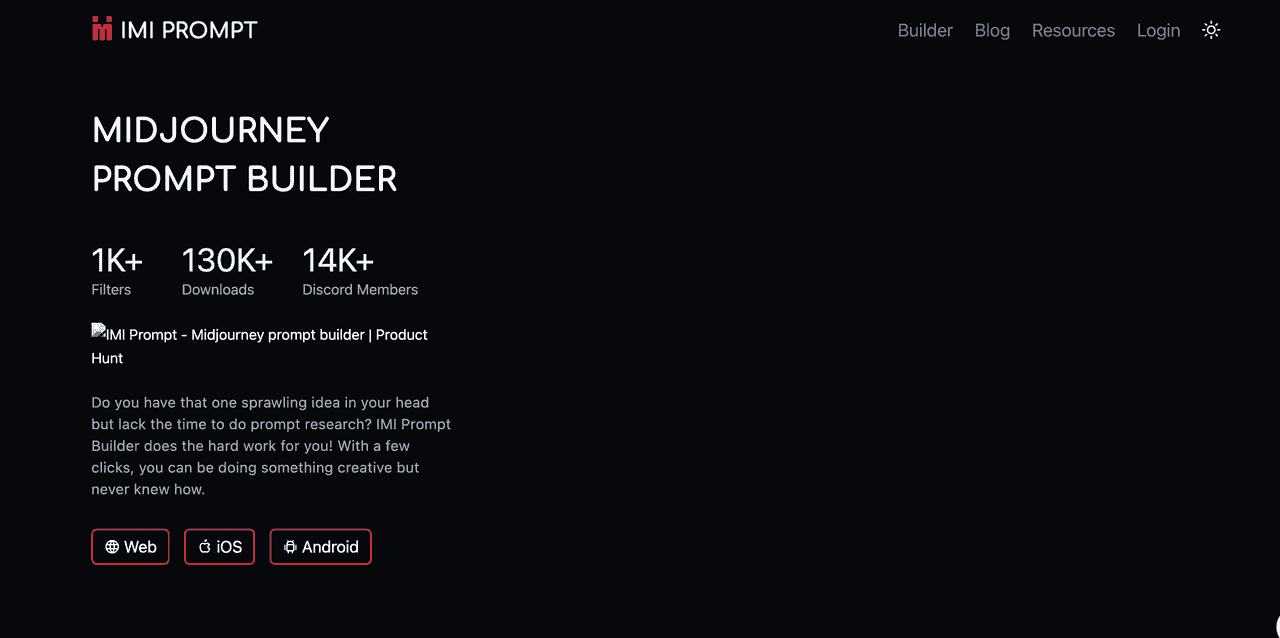 IMI PROMPT
Builder Blog Resources Login
MIDJOURNEY
PROMPT BUILDER
1K+ 130K+ 14K+
Filters Downloads Discord Members
IMI Prompt - Midjourney prompt builder | Product
Hunt
Do you have that one sprawling idea in your head
but lack the time to do prompt research? IMI Prompt
Builder does the hard work for you! With a few
clicks, you can be doing something creative but
never knew how.
Web iOS Android